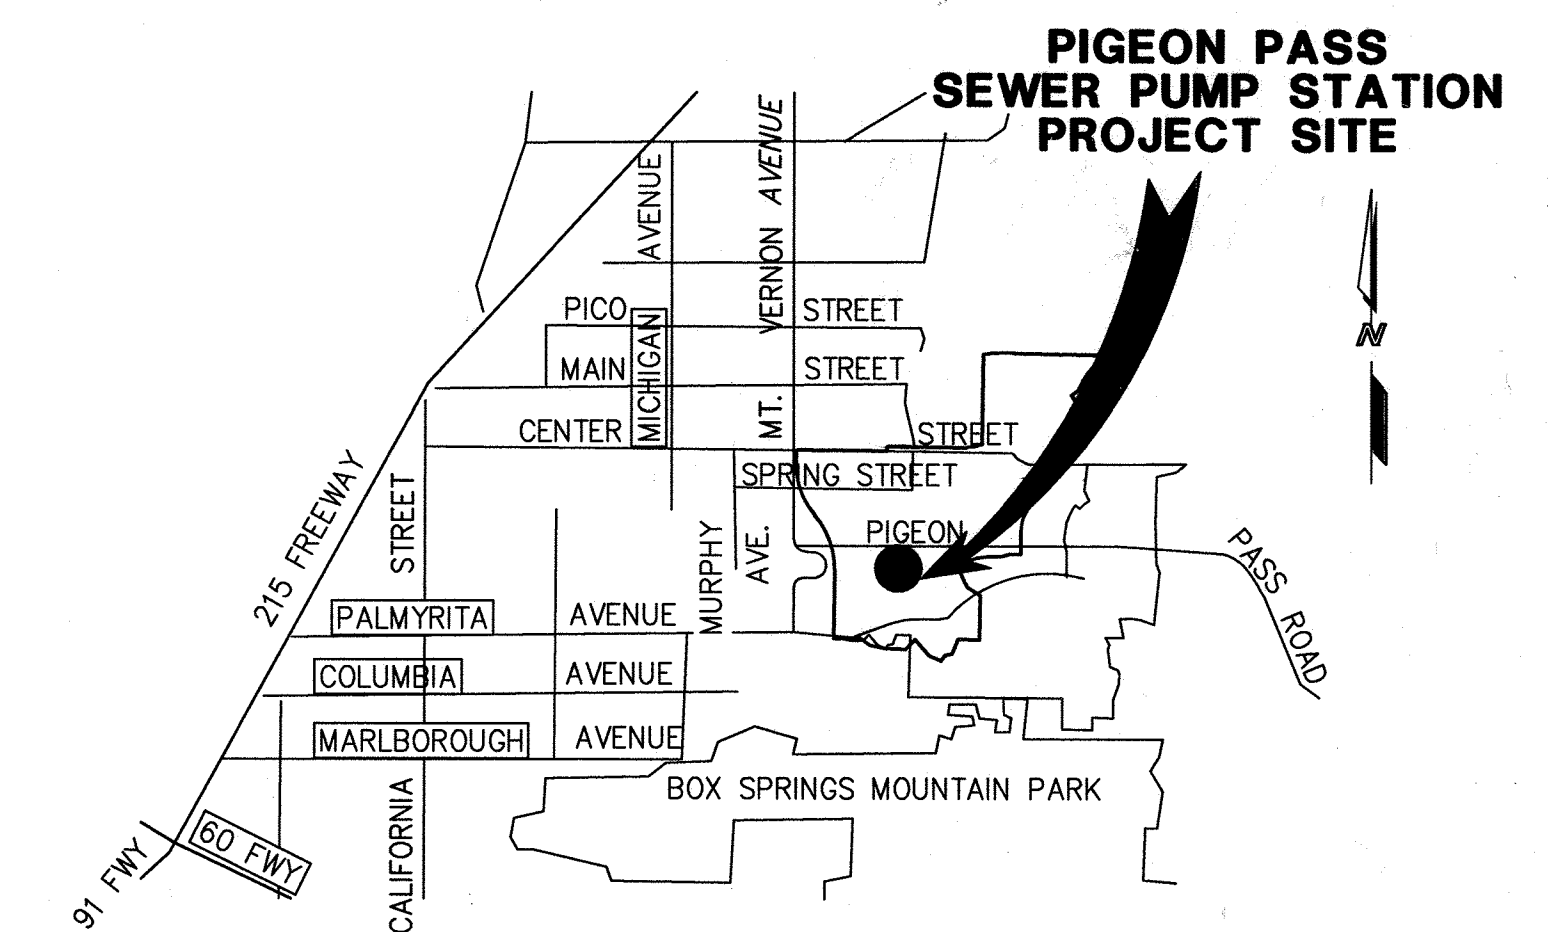 PIGEON PASS
SEWER PUMP STATION
PROJECT SITE
MICHIGAN AVENUE
MT. VERNON AVENUE
PICO STREET
MAIN STREET
CENTER STREET
SPRING STREET
N
215 FREEWAY
CALIFORNIA STREET
MURPHY
AVE.
PIGEON PASS ROAD
PALMYRITA AVENUE
COLUMBIA AVENUE
MARLBOROUGH AVENUE
BOX SPRINGS MOUNTAIN PARK
60 FWY
91 FWY